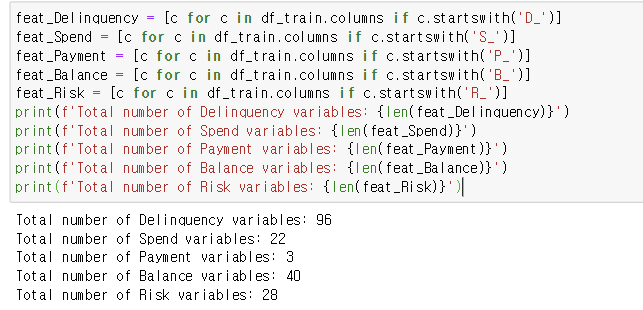 feat_Delinquency = [c for c in df_train.columns if c.startswith('D_')]
feat_Spend = [c for c in df_train.columns if c.startswith('S_')]
feat_Payment = [c for c in df_train.columns if c.startswith('P_')]
feat_Balance = [c for c in df_train.columns if c.startswith('B_')]
feat_Risk = [c for c in df_train.columns if c.startswith('R_')]
print(f'Total number of Delinquency variables: {len(feat_Delinquency)}')
print(f'Total number of Spend variables: {len(feat_Spend)}')
print(f'Total number of Payment variables: {len(feat_Payment)}')
print(f'Total number of Balance variables: {len(feat_Balance)}')
print(f'Total number of Risk variables: {len(feat_Risk)}')
Total number of Delinquency variables: 96
Total number of Spend variables: 22
Total number of Payment variables: 3
Total number of Balance variables: 40
Total number of Risk variables: 28